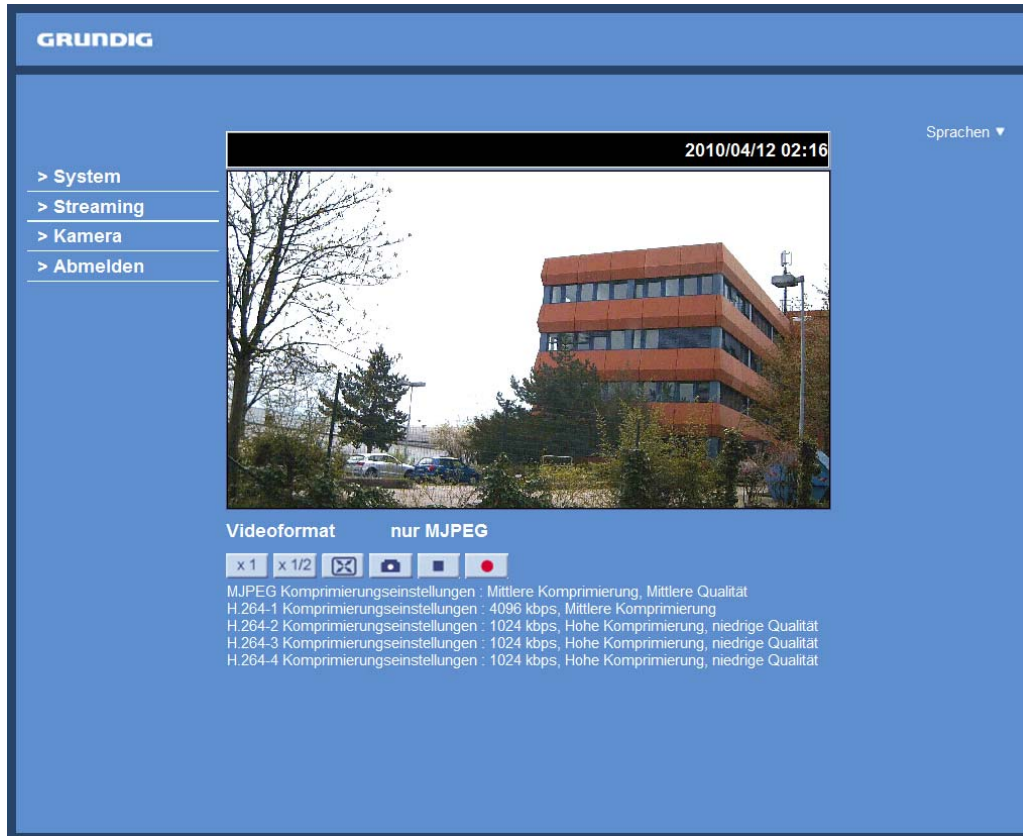 GRUNDIG
Sprachen ▼
2010/04/12 02:16
> System
> Streaming
> Kamera
> Abmelden
Videoformat nur MJPEG
x 1 x 1/2
MJPEG Komprimierungseinstellungen : Mittlere Komprimierung, Mittlere Qualität
H.264-1 Komprimierungseinstellungen : 4096 kbps, Mittlere Komprimierung
H.264-2 Komprimierungseinstellungen : 1024 kbps, Hohe Komprimierung, niedrige Qualität
H.264-3 Komprimierungseinstellungen : 1024 kbps, Hohe Komprimierung, niedrige Qualität
H.264-4 Komprimierungseinstellungen : 1024 kbps, Hohe Komprimierung, niedrige Qualität